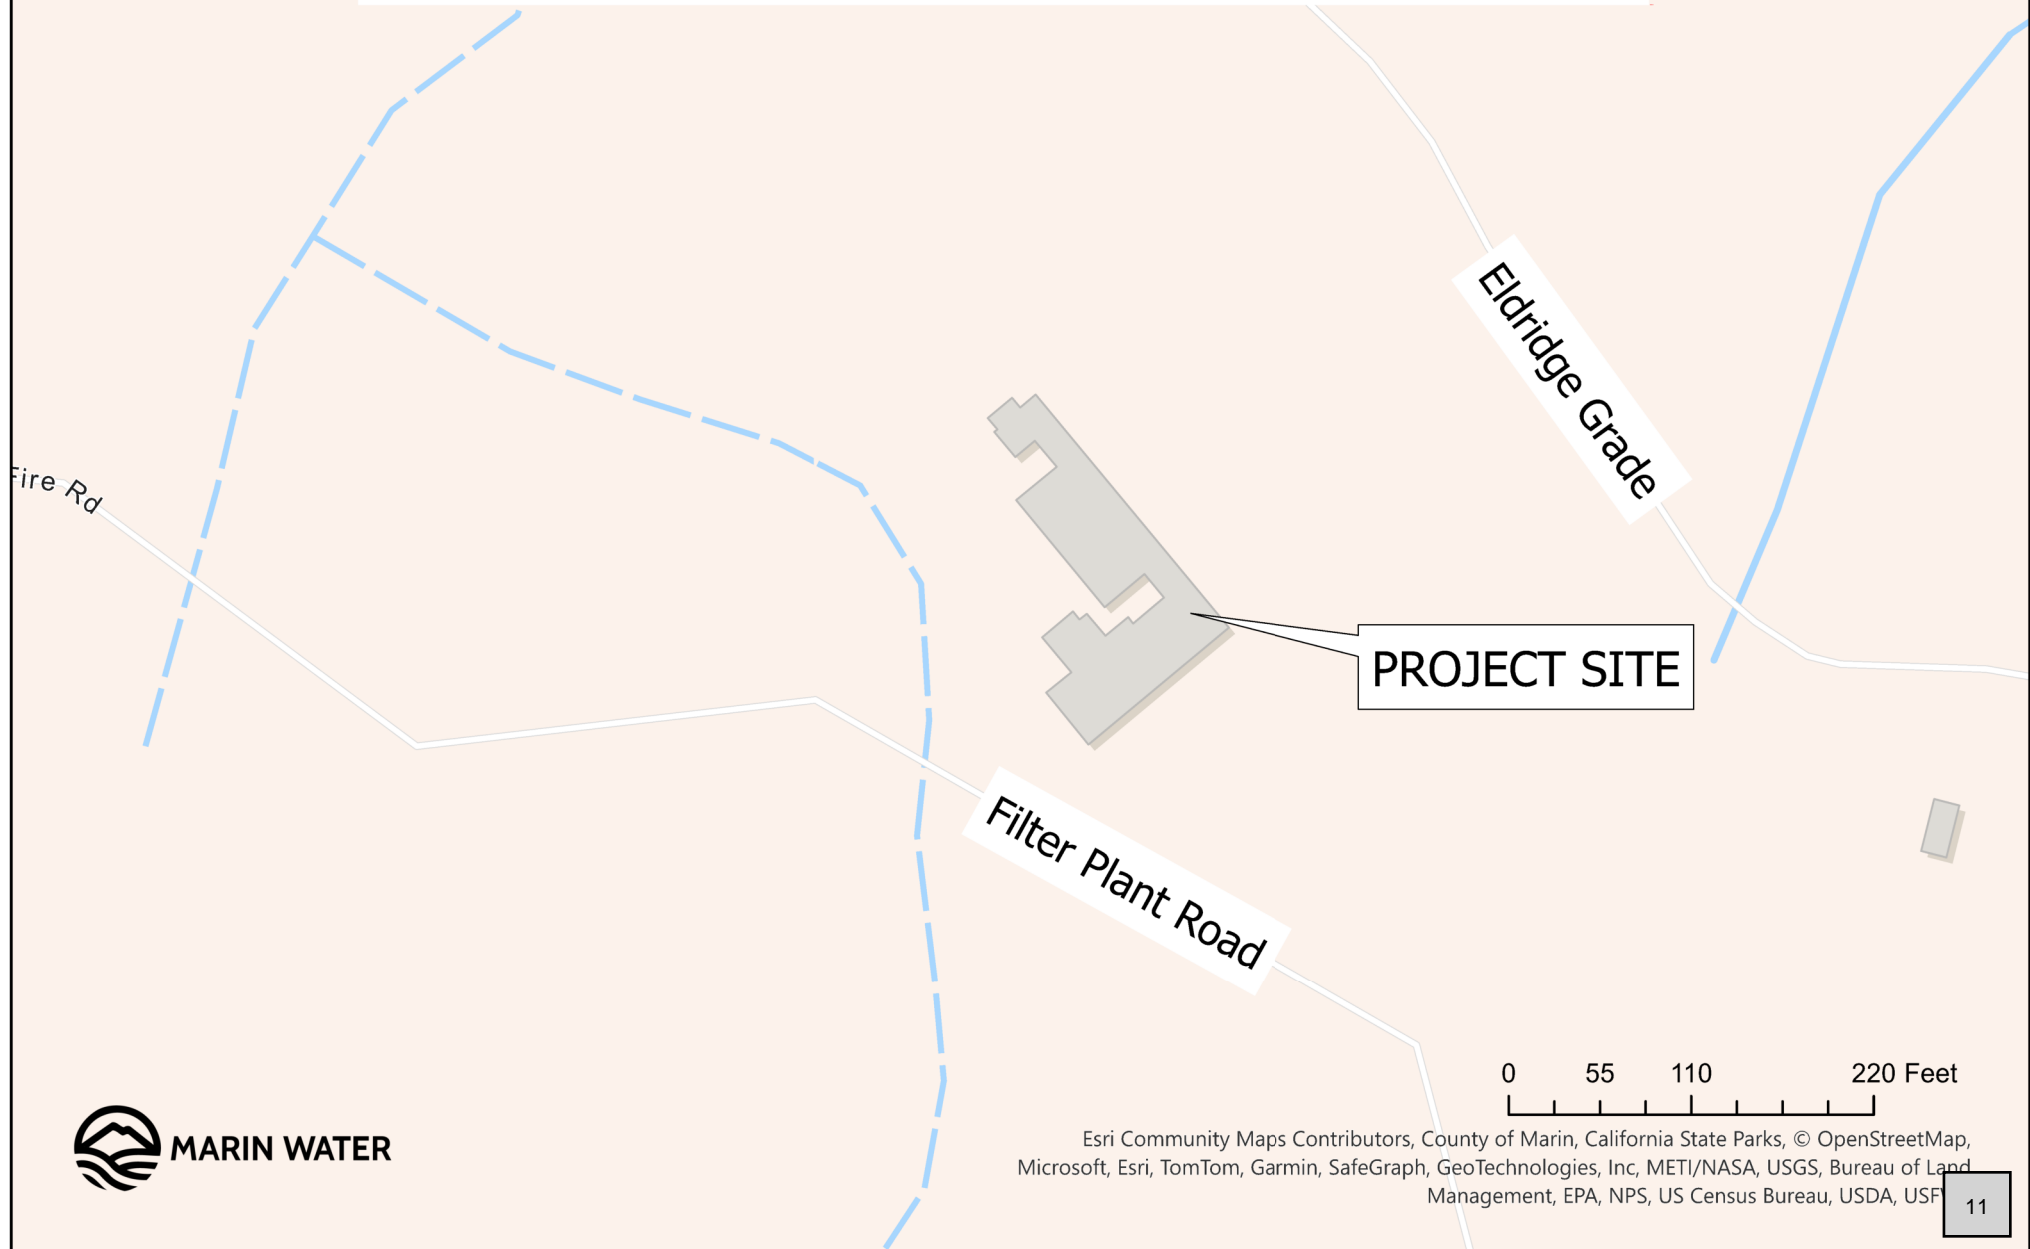 Eldridge Grade
Fire Rd
PROJECT SITE
Filter Plant Road
0 55 110 220 Feet
MARIN WATER
Esri Community Maps Contributors, County of Marin, California State Parks, © OpenStreetMap,
Microsoft, Esri, TomTom, Garmin, SafeGraph, GeoTechnologies, Inc, METI/NASA, USGS, Bureau of Land
Management, EPA, NPS, US Census Bureau, USDA, 
11